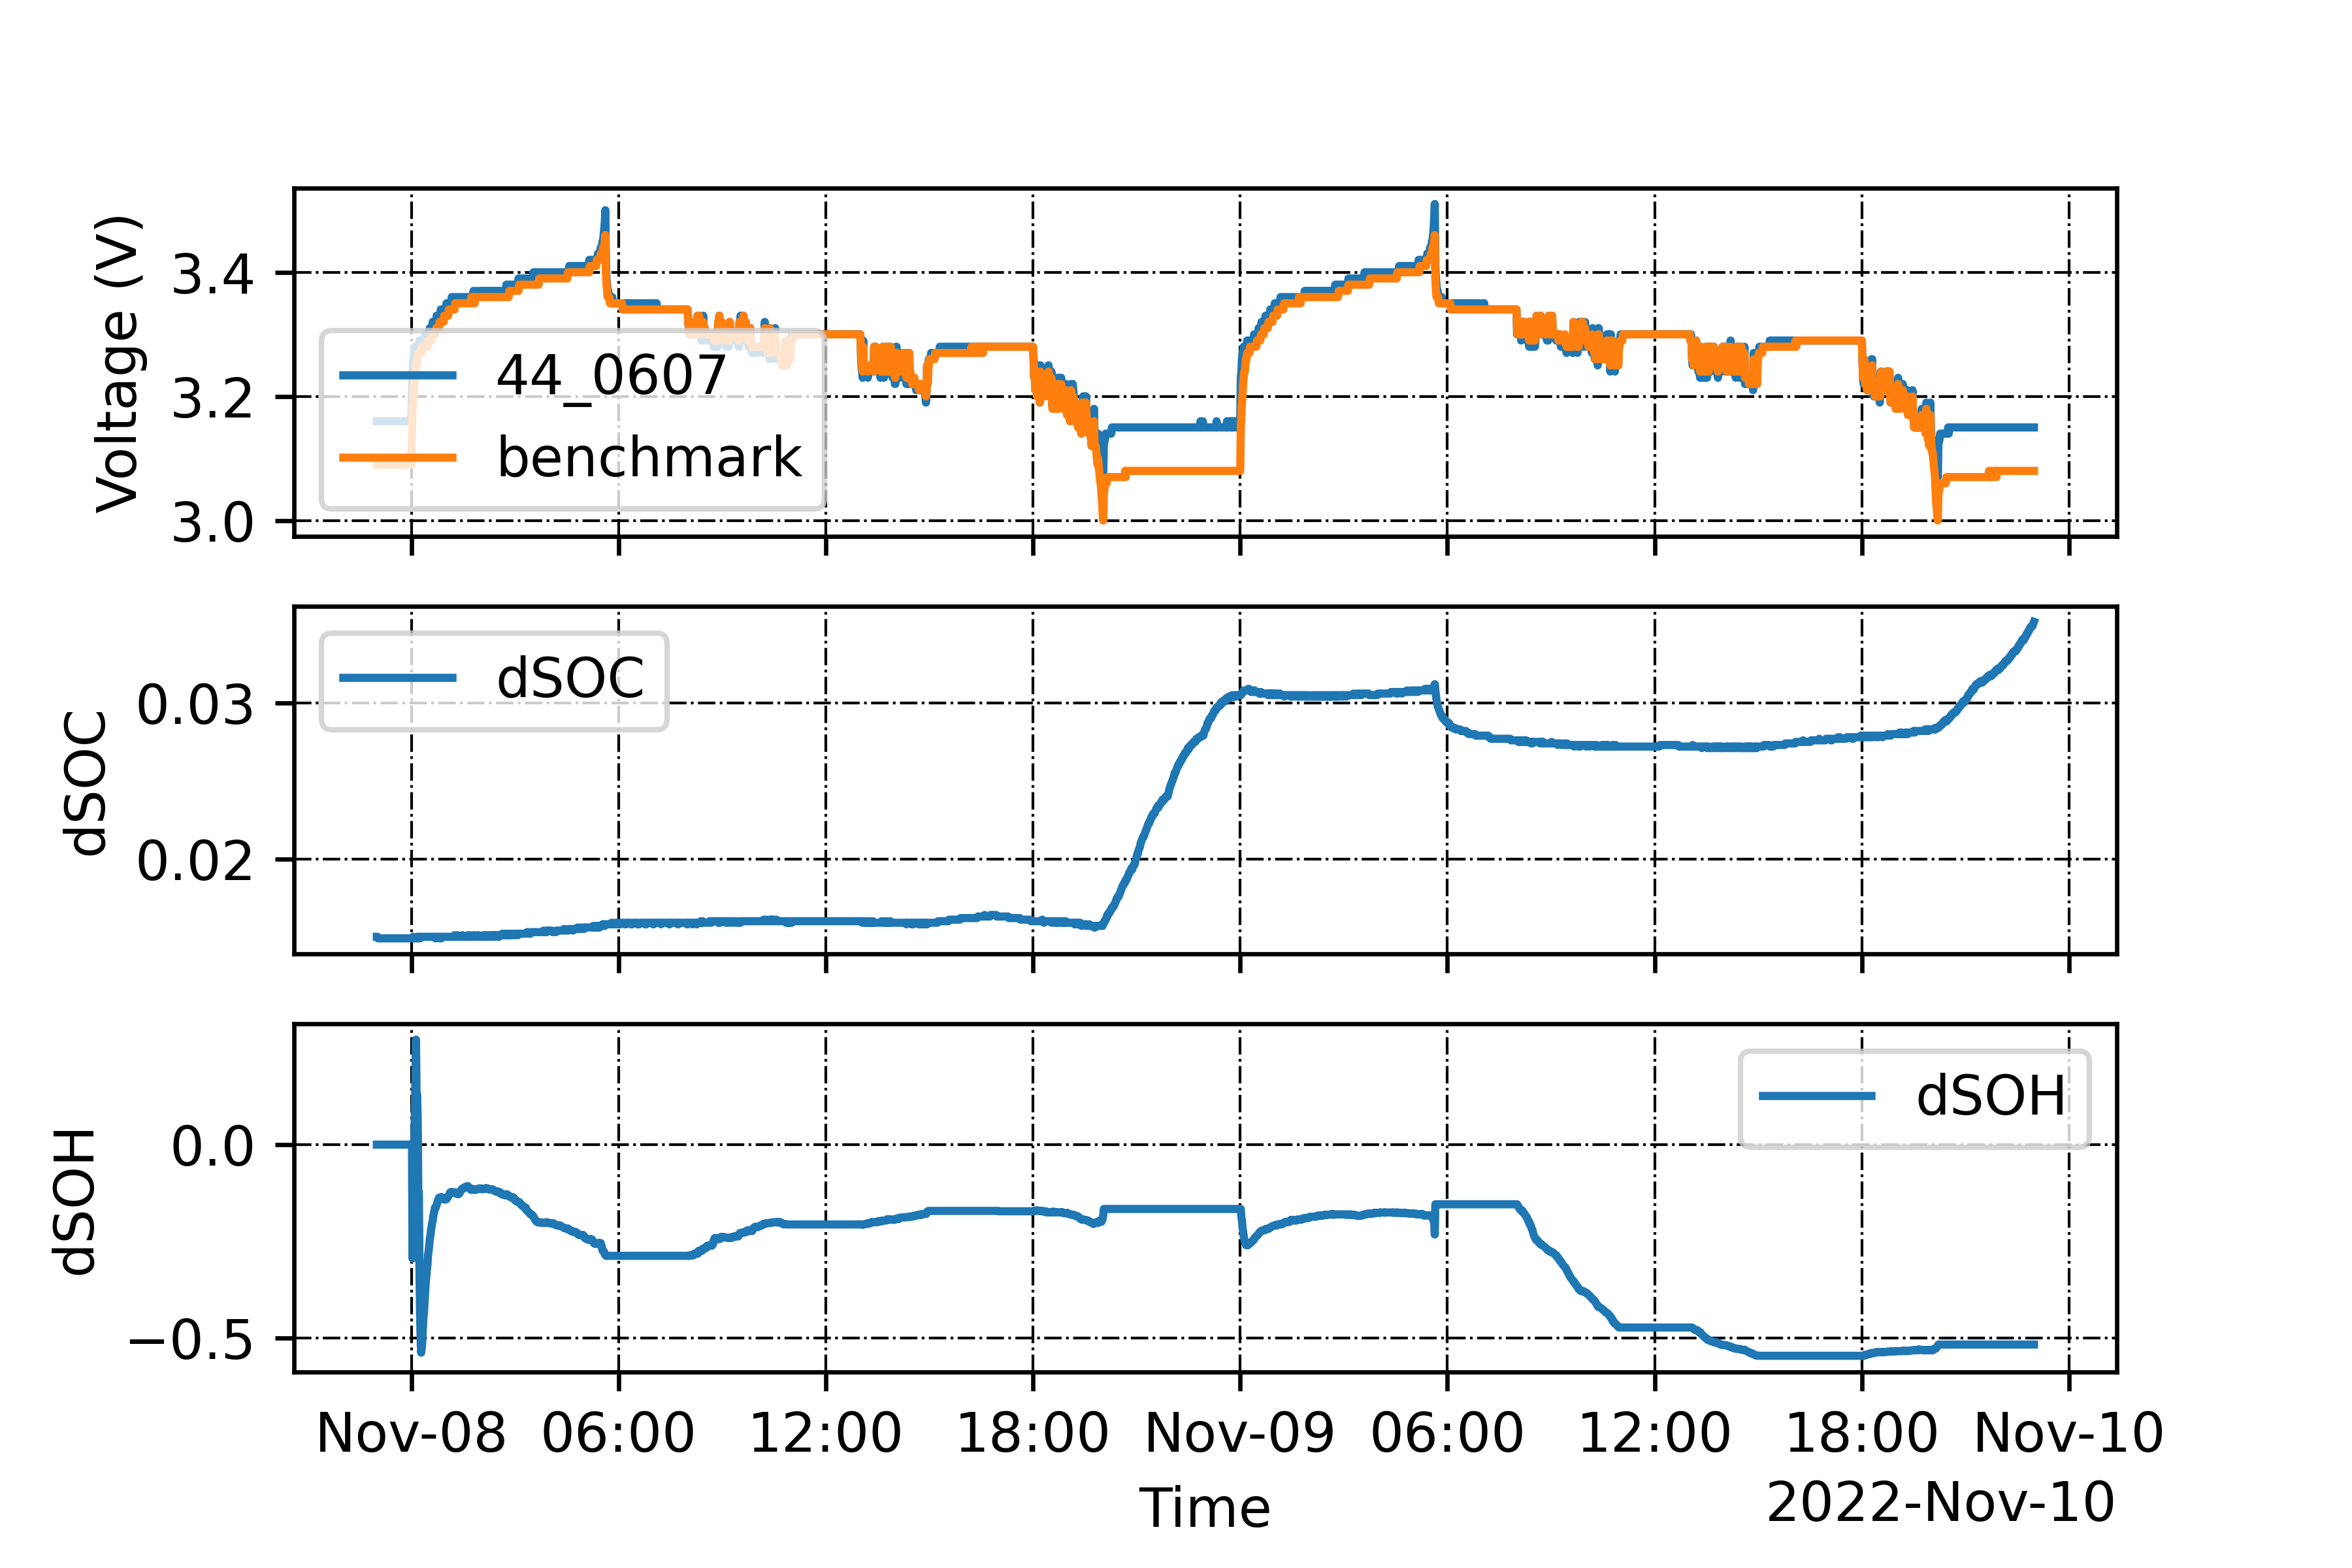 Voltage (V)
3.4
3.2
3.0
44_0607
benchmark
dSOC
0.03
0.02
dSOC
dSOH
0.0
−0.5
dSOH
Nov-08 06:00 12:00 18:00 Nov-09 06:00 12:00 18:00 Nov-10
Time
2022-Nov-10